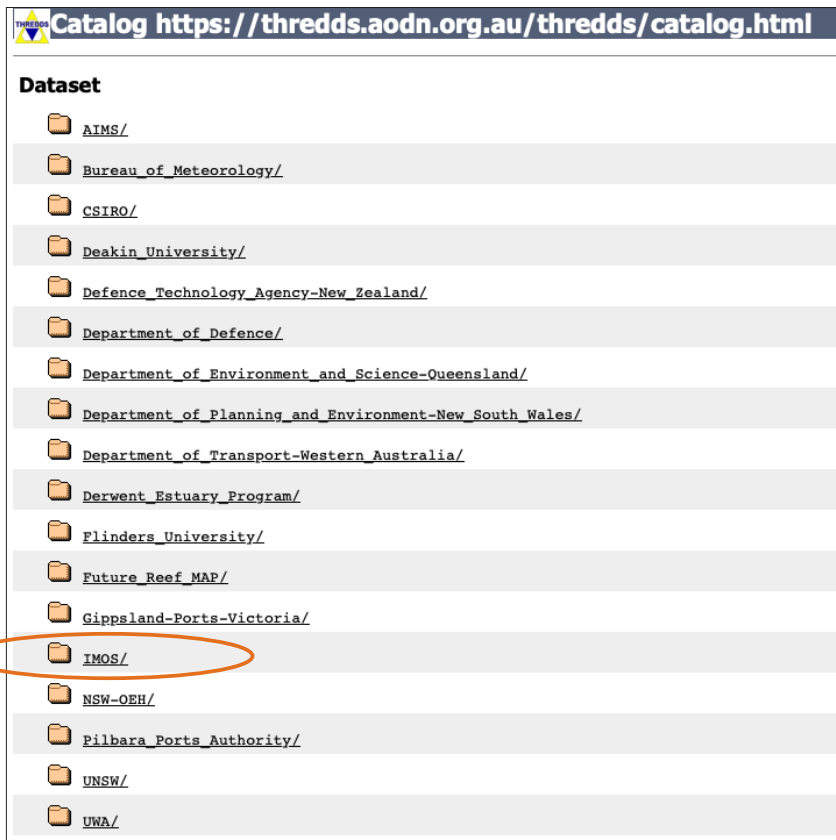 THREDDS
Catalog https://thredds.aodn.org.au/thredds/catalog.html
Dataset
AIMS/
Bureau_of_Meteorology/
CSIRO/
Deakin_University/
Defence_Technology_Agency-New_Zealand/
Department_of_Defence/
Department_of_Environment_and_Science-Queensland/
Department_of_Planning_and_Environment-New_South_Wales/
Department_of_Transport-Western_Australia/
Derwent_Estuary_Program/
Flinders_University/
Future_Reef_MAP/
Gippsland-Ports-Victoria/
IMOS/
NSW-OEH/
Pilbara_Ports_Authority/
UNSW/
UWA/